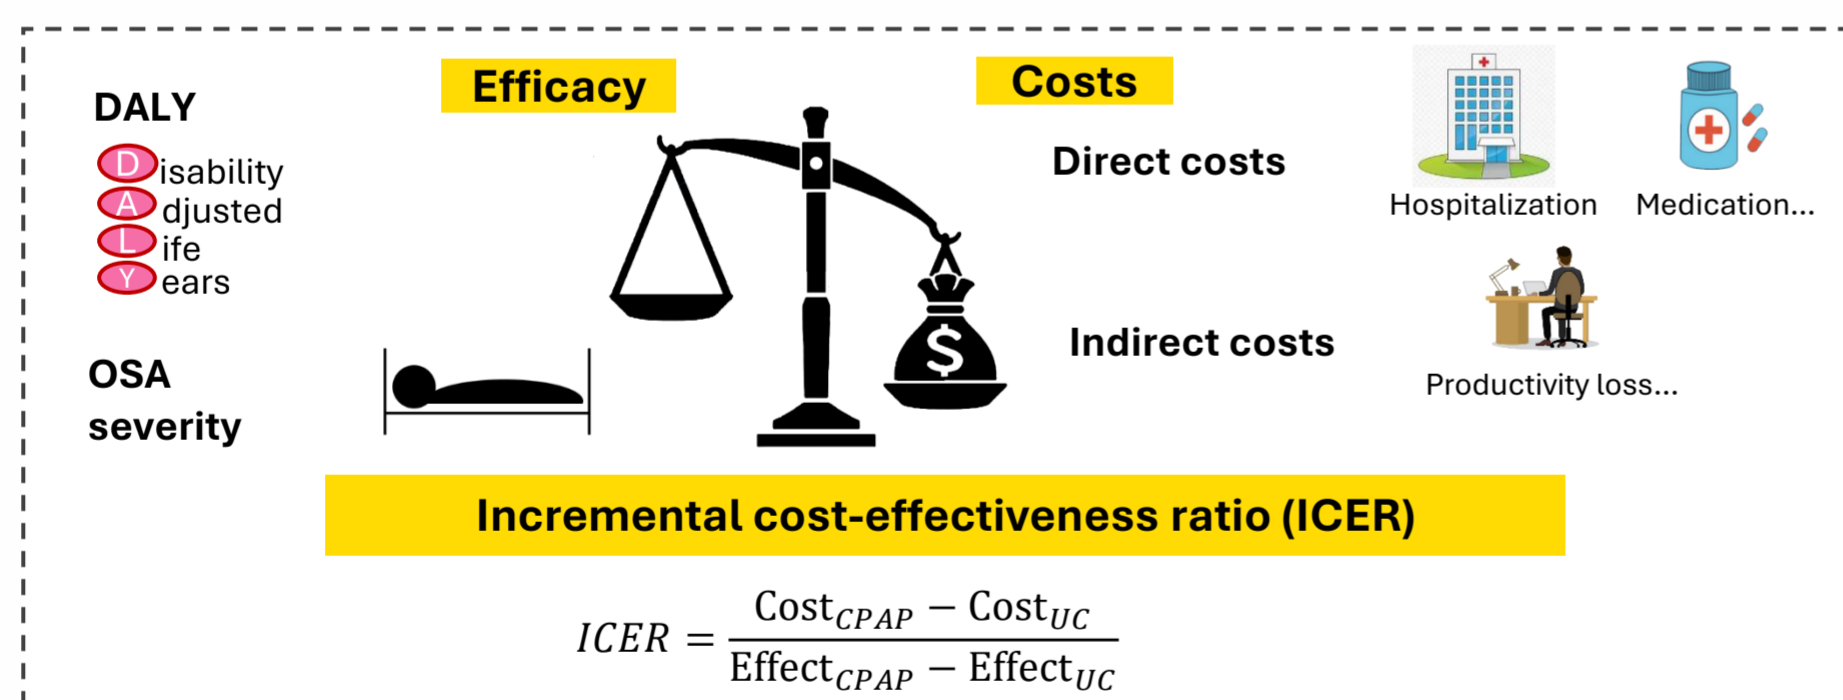 Efficacy
DALY
Disability
Adjusted
Life
Years
OSA
severity
$
Costs
Direct costs
Hospitalization
Medication...
Indirect costs
Productivity loss...
Incremental cost-effectiveness ratio (ICER)
ICER = (Cost_CPAP − Cost_UC) / (Effect_CPAP − Effect_UC)